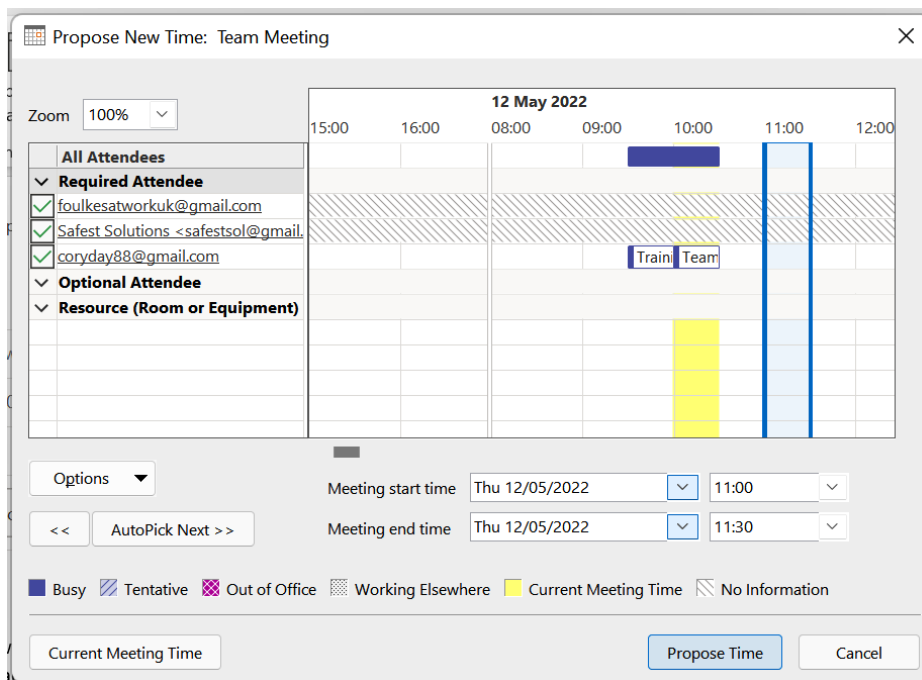 Propose New Time: Team Meeting
Zoom 100%
12 May 2022
15:00 16:00 08:00 09:00 10:00 11:00 12:00
All Attendees
Required Attendee
foulkesatworkuk@gmail.com
Safest Solutions <safestsol@gmail.
coryday88@gmail.com Traini Team
Optional Attendee
Resource (Room or Equipment)
Options
Meeting start time Thu 12/05/2022 11:00
<< AutoPick Next >> Meeting end time Thu 12/05/2022 11:30
Busy Tentative Out of Office Working Elsewhere Current Meeting Time No Information
Current Meeting Time Propose Time Cancel